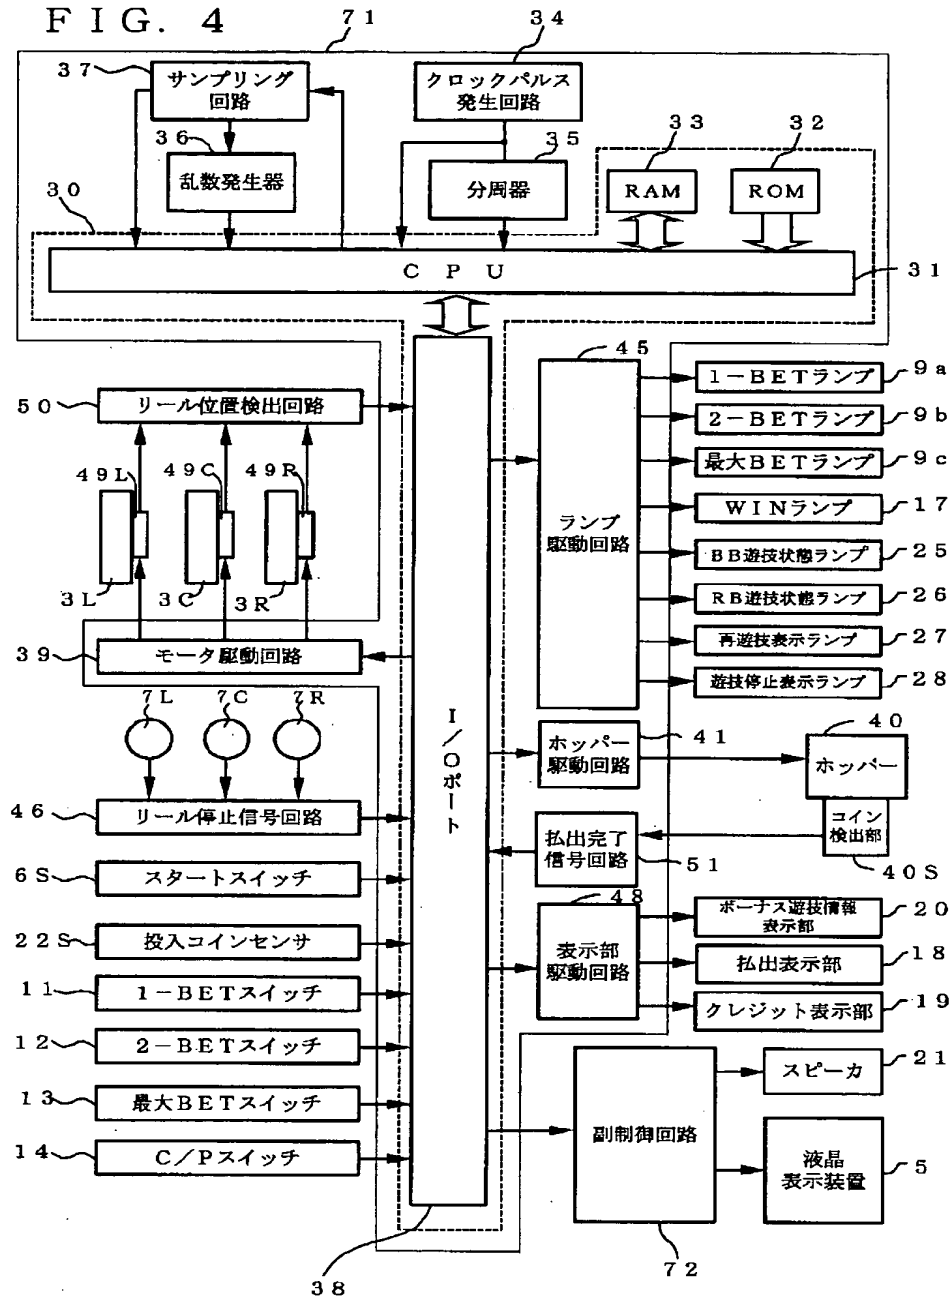 ＦＩＧ．４
７１
３４
３７
サンプリング
回路
クロックパルス
発生回路
３６
３５
３３
３２
乱数発生器
分周器
RAM
ROM
３０
ＣＰＵ
３１
４５
１－BETランプ
９a
５０
リール位置検出回路
２－BETランプ
９b
最大BETランプ
９c
４９L
４９C
４９R
WINランプ
１７
ランプ
駆動回路
BB遊技状態ランプ
２５
３L
３C
３R
RB遊技状態ランプ
２６
３９
モータ駆動回路
再遊技表示ランプ
２７
遊技停止表示ランプ
２８
７L
７C
７R
I／Oポート
ホッパー
駆動回路
４１
４０
ホッパー
４６
リール停止信号回路
コイン
検出部
４０S
払出完了
信号回路
５１
６S
スタートスイッチ
４８
ボーナス遊技情報
表示部
２０
２２S
投入コインセンサ
表示部
駆動回路
払出表示部
１８
１１
１－BETスイッチ
クレジット表示部
１９
１２
２－BETスイッチ
スピーカ
２１
１３
最大BETスイッチ
副制御回路
１４
C／Pスイッチ
液晶
表示装置
５
３８
７２